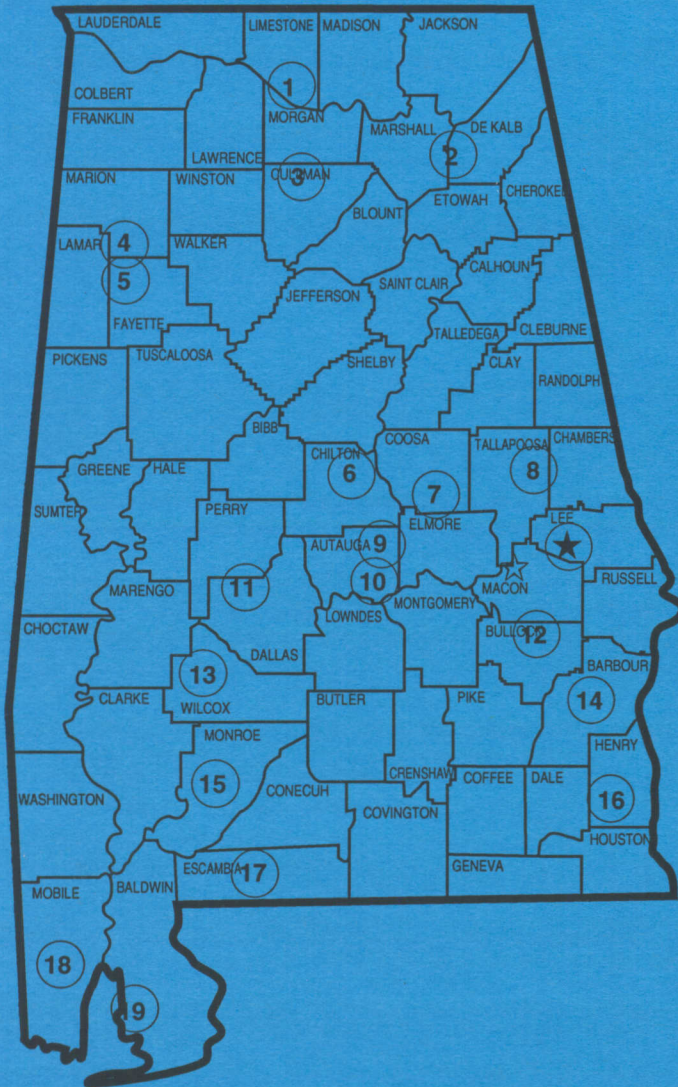 LAUDERDALE
LIMESTONE
MADISON
JACKSON
COLBERT
1
FRANKLIN
MORGAN
MARSHALL
DE KALB
2
LAWRENCE
MARION
WINSTON
CULLMAN
3
CHEROKEE
BLOUNT
ETOWAH
LAMAR
4
WALKER
5
JEFFERSON
SAINT CLAIR
CALHOUN
FAYETTE
TALLEDEGA
CLEBURNE
PICKENS
TUSCALOOSA
SHELBY
CLAY
RANDOLPH
BIBB
CHILTON
COOSA
TALLAPOOSA
CHAMBERS
6
7
8
GREENE
HALE
SUMTER
PERRY
ELMORE
LEE
AUTAUGA
9
10
11
MARENGO
MONTGOMERY
MACON
RUSSELL
LOWNDES
CHOCTAW
BULLOCK
12
DALLAS
BARBOUR
13
CLARKE
WILCOX
BUTLER
PIKE
14
MONROE
HENRY
15
CONECUH
CRENSHAW
COFFEE
DALE
16
WASHINGTON
COVINGTON
HOUSTON
ESCAMBIA
17
GENEVA
MOBILE
BALDWIN
18
19